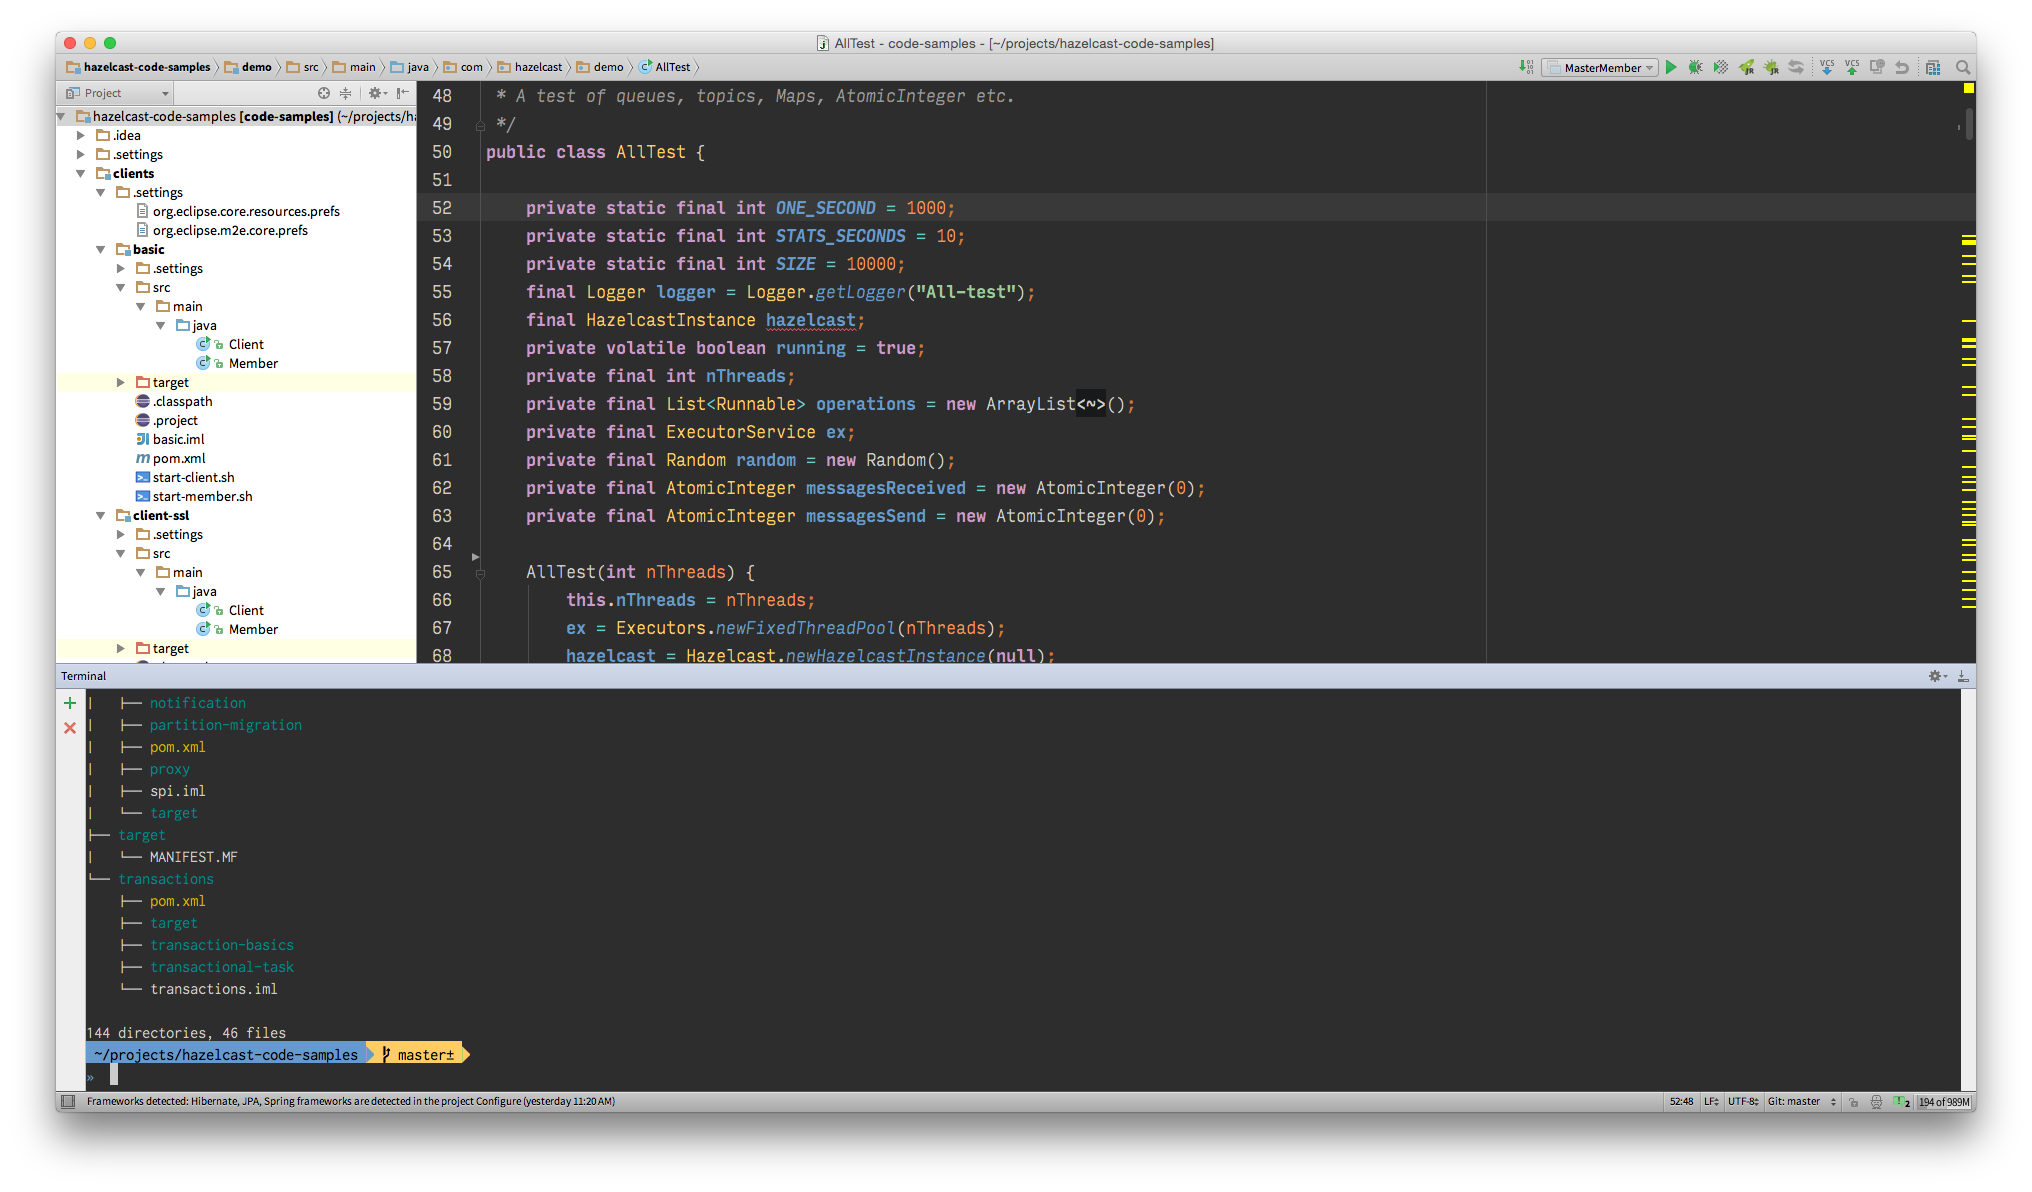 AllTest - code-samples - [~/projects/hazelcast-code-samples]
hazelcast-code-samples demo src main java com hazelcast demo AllTest MasterMember VCS VCS
Project
hazelcast-code-samples [code-samples] (~/projects/h
.idea
.settings
clients
.settings
org.eclipse.core.resources.prefs
org.eclipse.m2e.core.prefs
basic
.settings
src
main
java
Client
Member
target
.classpath
.project
basic.iml
pom.xml
start-client.sh
start-member.sh
client-ssl
.settings
src
main
java
Client
Member
target
48 * A test of queues, topics, Maps, AtomicInteger etc.
49 */
50 public class AllTest {
51
52 private static final int ONE_SECOND = 1000;
53 private static final int STATS_SECONDS = 10;
54 private static final int SIZE = 10000;
55 final Logger logger = Logger.getLogger("All-test");
56 final HazelcastInstance hazelcast;
57 private volatile boolean running = true;
58 private final int nThreads;
59 private final List<Runnable> operations = new ArrayList<~>();
60 private final ExecutorService ex;
61 private final Random random = new Random();
62 private final AtomicInteger messagesReceived = new AtomicInteger(0);
63 private final AtomicInteger messagesSend = new AtomicInteger(0);
64
65 AllTest(int nThreads) {
66 this.nThreads = nThreads;
67 ex = Executors.newFixedThreadPool(nThreads);
68 hazelcast = Hazelcast.newHazelcastInstance(null);
Terminal
|   ├── notification
|   ├── partition-migration
|   ├── pom.xml
|   ├── proxy
|   ├── spi.iml
|   └── target
├── target
|   └── MANIFEST.MF
└── transactions
    ├── pom.xml
    ├── target
    ├── transaction-basics
    ├── transactional-task
    └── transactions.iml
144 directories, 46 files
~/projects/hazelcast-code-samples master±
»
Frameworks detected: Hibernate, JPA, Spring frameworks are detected in the project Configure (yesterday 11:20 AM) 52:48 LF UTF-8 Git: master 2 194 of 989M